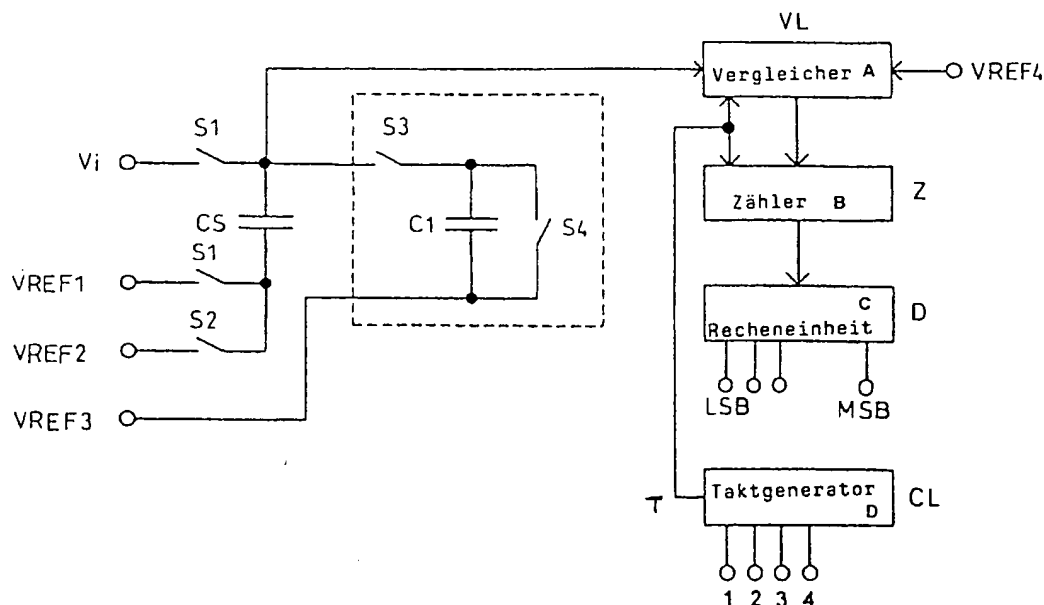 VL
Vergleicher A
VREF4
S1
S3
Vi
Zähler B
Z
CS
C1
S4
S1
VREF1
C
D
Recheneinheit
S2
VREF2
LSB
MSB
VREF3
Taktgenerator
CL
T
D
1 2 3 4